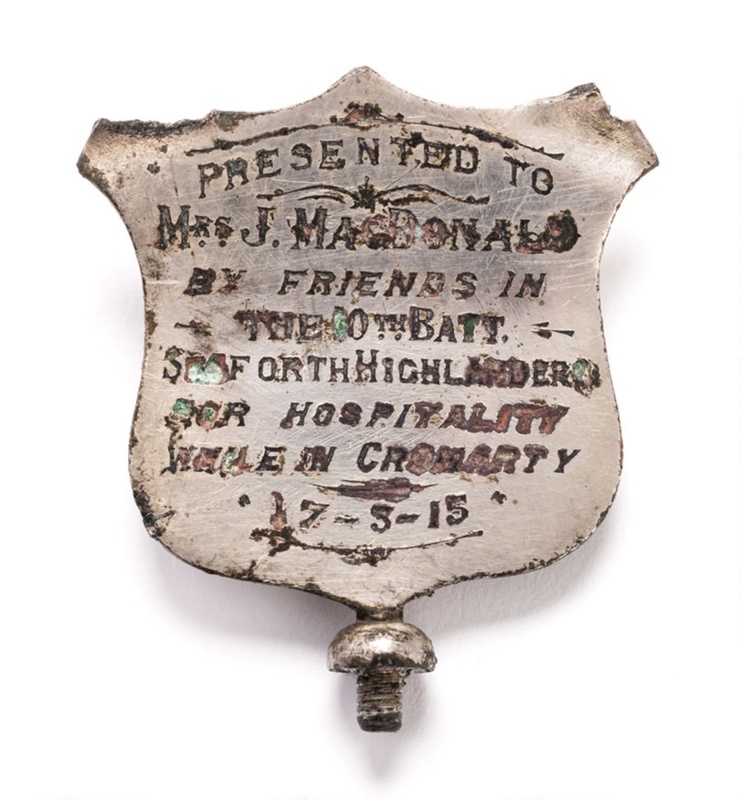 PRESENTED TO
MRS J. MACDONALD
BY FRIENDS IN
THE 10TH BATT.
SEAFORTH HIGHLANDERS
FOR HOSPITALITY
WHILE IN CROMARTY
17-5-15